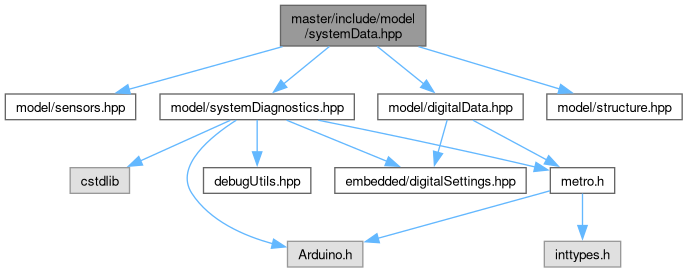 master/include/model
/systemData.hpp
model/sensors.hpp
model/systemDiagnostics.hpp
model/digitalData.hpp
model/structure.hpp
cstdlib
debugUtils.hpp
embedded/digitalSettings.hpp
metro.h
Arduino.h
inttypes.h